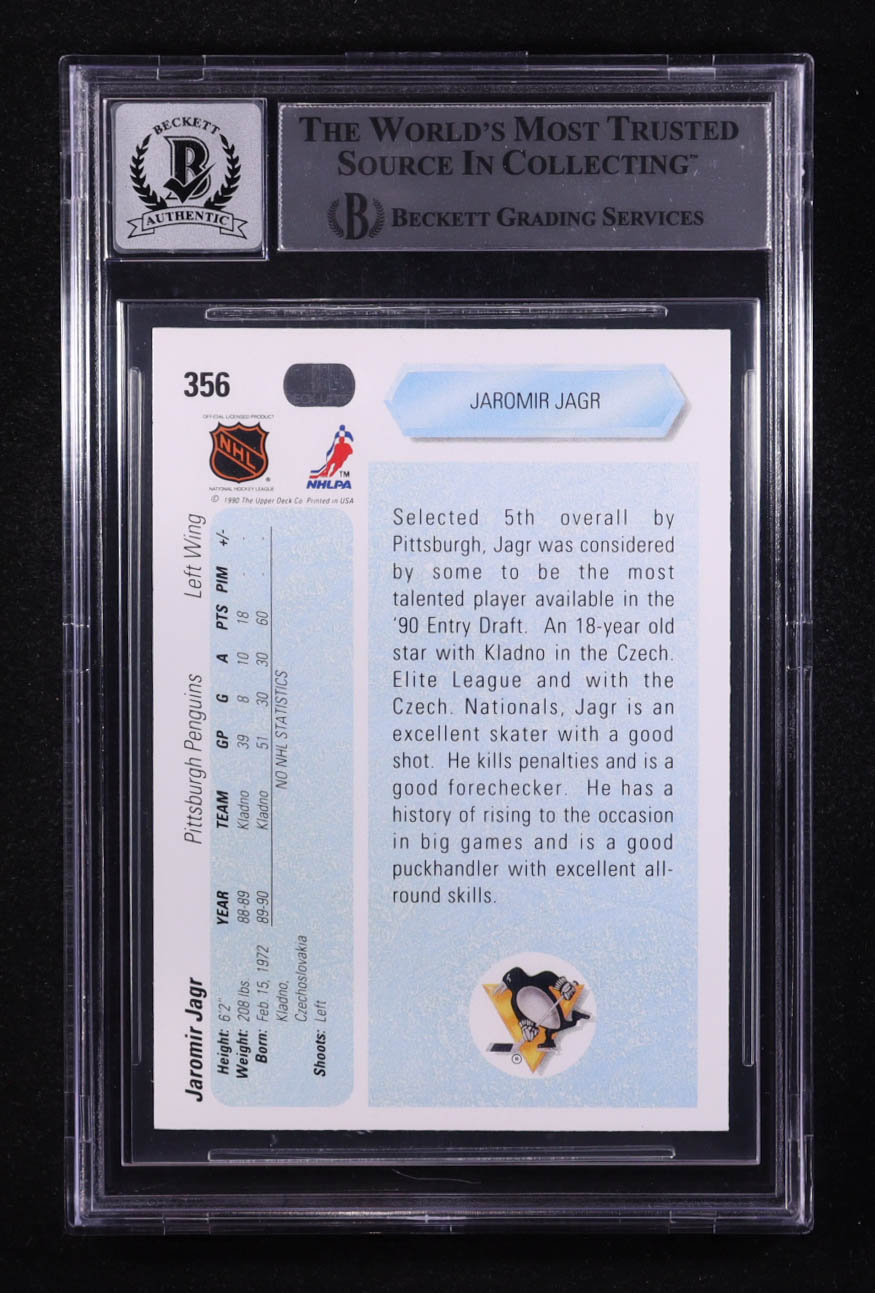 BECKETT
B
AUTHENTIC
THE WORLD'S MOST TRUSTED
SOURCE IN COLLECTING™
B BECKETT GRADING SERVICES
356
JAROMIR JAGR
OFFICIAL LICENSED PRODUCT
NHL
®
NATIONAL HOCKEY LEAGUE
TM
NHLPA
© 1990 The Upper Deck Co. Printed in USA
Jaromir Jagr Pittsburgh Penguins Left Wing
Height: 6'2"
Weight: 208 lbs.
Born: Feb. 15, 1972
Kladno,
Czechoslovakia
Shoots: Left
YEAR TEAM GP G A PTS PIM +/-
88-89 Kladno 39 8 10 18 - -
89-90 Kladno 51 30 30 60 - -
NO NHL STATISTICS
Selected 5th overall by
Pittsburgh, Jagr was considered
by some to be the most
talented player available in the
'90 Entry Draft. An 18-year old
star with Kladno in the Czech.
Elite League and with the
Czech. Nationals, Jagr is an
excellent skater with a good
shot. He kills penalties and is a
good forechecker. He has a
history of rising to the occasion
in big games and is a good
puckhandler with excellent all-
round skills.
®